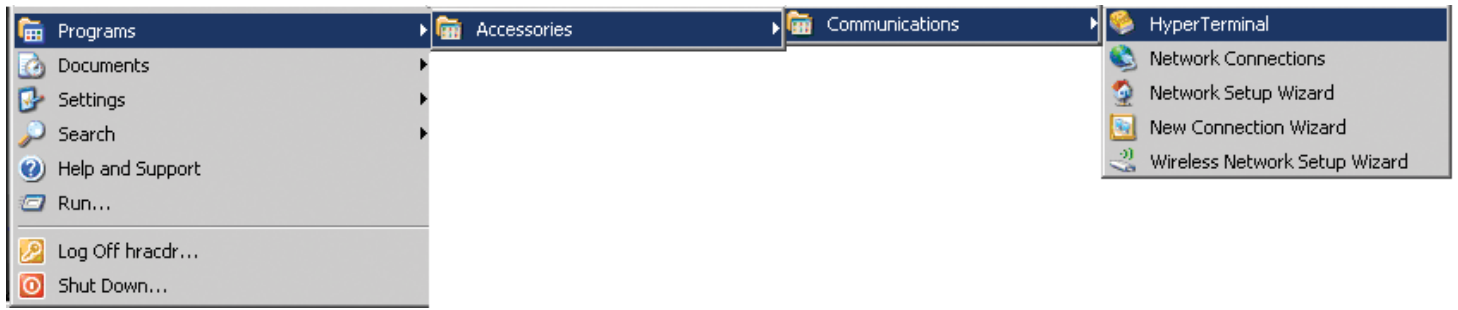 Programs
Documents
Settings
Search
Help and Support
Run...
Log Off hracdr...
Shut Down...
Accessories
Communications
HyperTerminal
Network Connections
Network Setup Wizard
New Connection Wizard
Wireless Network Setup Wizard